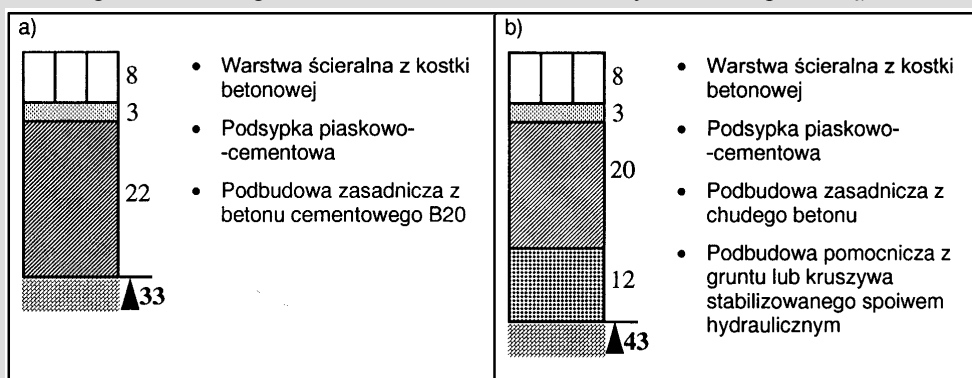 a)
8
3
22
33
• Warstwa ścieralna z kostki
betonowej
• Podsypka piaskowo-
-cementowa
• Podbudowa zasadnicza z
betonu cementowego B20
b)
8
3
20
12
43
• Warstwa ścieralna z kostki
betonowej
• Podsypka piaskowo-
-cementowa
• Podbudowa zasadnicza z
chudego betonu
• Podbudowa pomocnicza z
gruntu lub kruszywa
stabilizowanego spoiwem
hydraulicznym